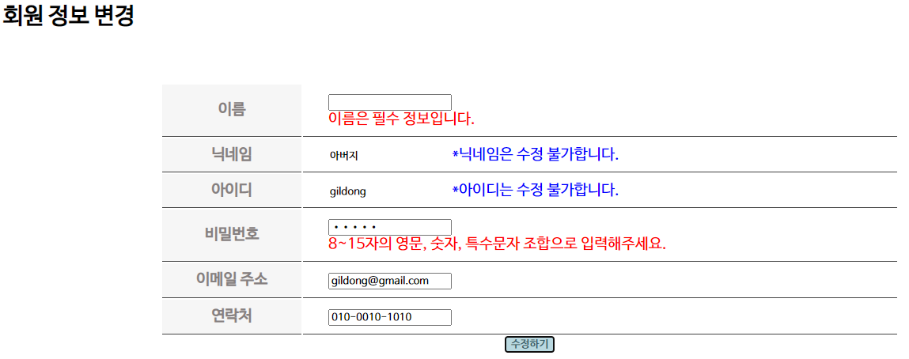 회원 정보 변경
이름
이름은 필수 정보입니다.
닉네임 아버지 *닉네임은 수정 불가합니다.
아이디 gildong *아이디는 수정 불가합니다.
비밀번호 •••••
8~15자의 영문, 숫자, 특수문자 조합으로 입력해주세요.
이메일 주소 gildong@gmail.com
연락처 010-0010-1010
수정하기